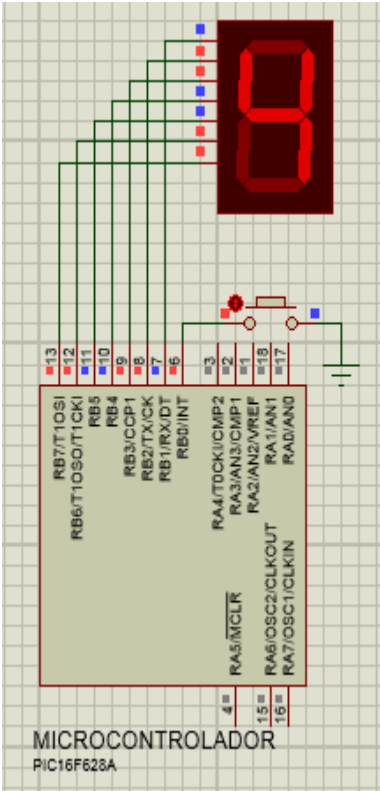 13
12
11
10
9
8
7
6
3
2
1
18
17
RB7/T1OSI
RB6/T1OSO/T1CKI
RB5
RB4
RB3/CCP1
RB2/TX/CK
RB1/RX/DT
RB0/INT
RA4/T0CKI/CMP2
RA3/AN3/CMP1
RA2/AN2/VREF
RA1/AN1
RA0/AN0
RA5/MCLR
RA6/OSC2/CLKOUT
RA7/OSC1/CLKIN
4
15
16
MICROCONTROLADOR
PIC16F628A